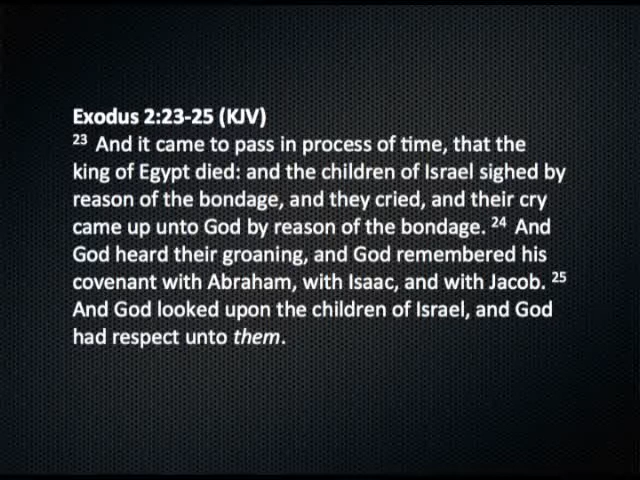 Exodus 2:23-25 (KJV)
23 And it came to pass in process of time, that the
king of Egypt died: and the children of Israel sighed by
reason of the bondage, and they cried, and their cry
came up unto God by reason of the bondage. 24 And
God heard their groaning, and God remembered his
covenant with Abraham, with Isaac, and with Jacob. 25
And God looked upon the children of Israel, and God
had respect unto them.